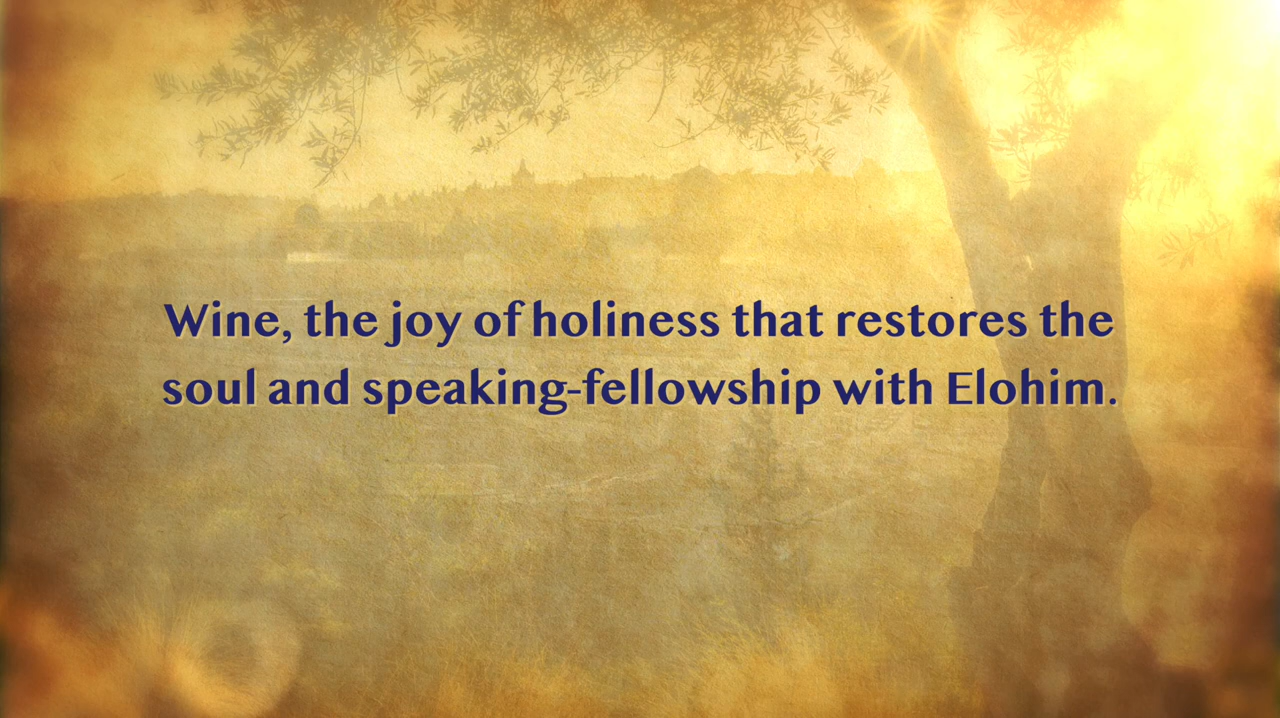 Wine, the joy of holiness that restores the
soul and speaking-fellowship with Elohim.